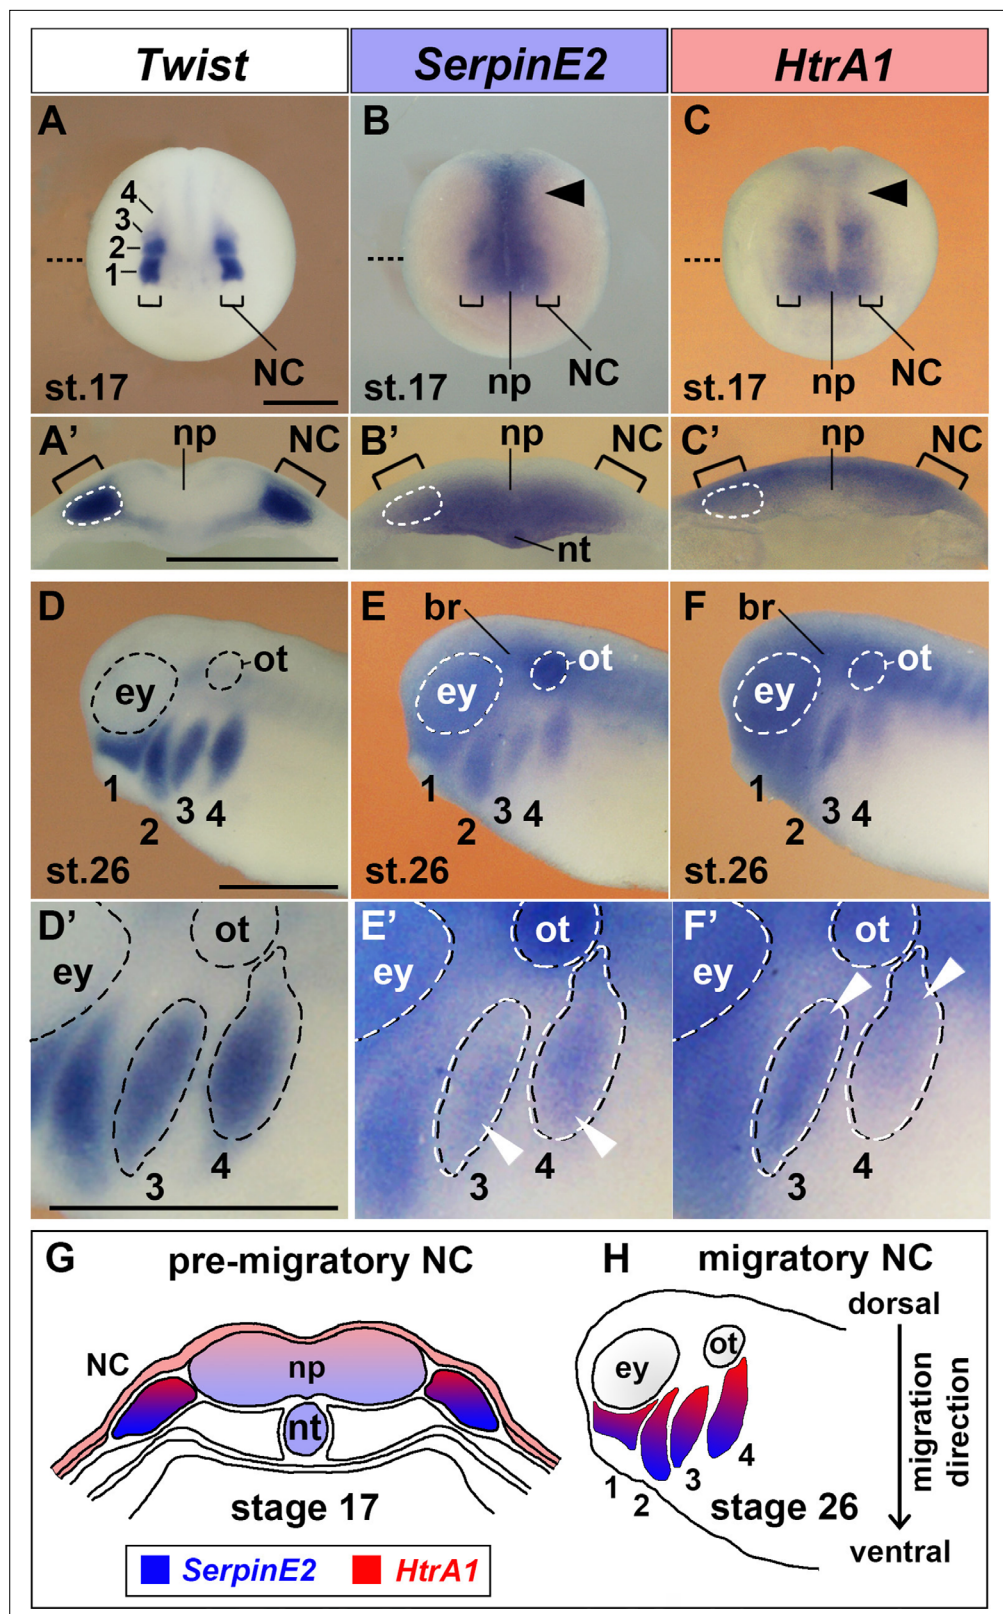 Twist SerpinE2 HtrA1
A B C
4
3
2
1
NC np NC np NC
st.17 st.17 st.17
A' np NC B' np NC C' np NC
nt
D E br F br
ey ot ey ot ey ot
1 2 3 4 1 2 3 4 1 2 3 4
st.26 st.26 st.26
D' ot E' ot F' ot
ey ey ey
3 4 3 4 3 4
G pre-migratory NC H migratory NC
dorsal
NC np ey ot
nt
migration direction
1 2 3 4
stage 17 stage 26
ventral
SerpinE2 HtrA1